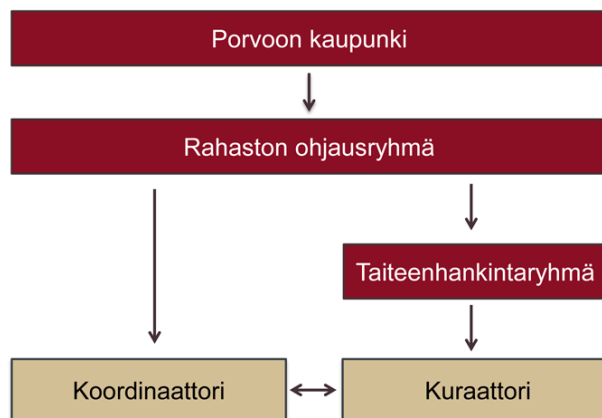 Porvoon kaupunki
Rahaston ohjausryhmä
Taiteenhankintaryhmä
Koordinaattori
Kuraattori